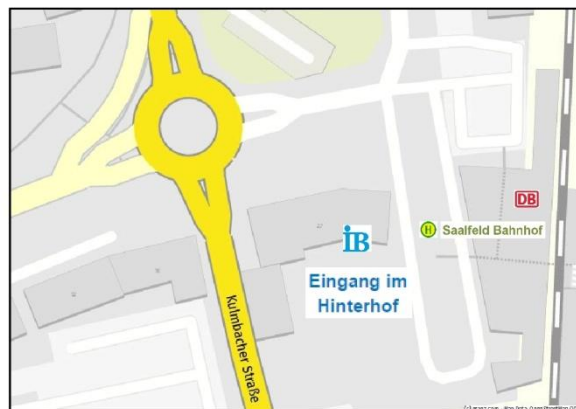 DB
H Saalfeld Bahnhof
IB
Eingang im
Hinterhof
Kulmbacher Straße